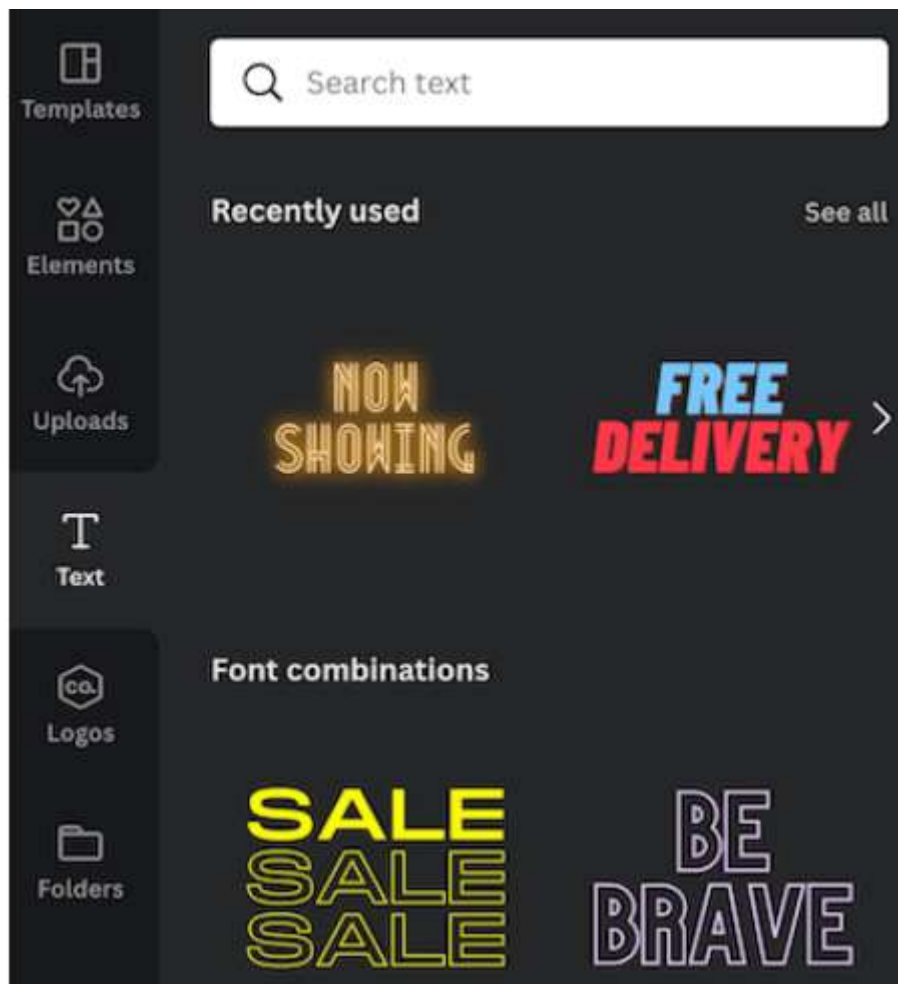 Templates
Search text
Elements
Recently used
See all
Uploads
NOW
SHOWING
FREE
DELIVERY
Text
Logos
CO.
Font combinations
Folders
SALE
SALE
SALE
BE
BRAVE